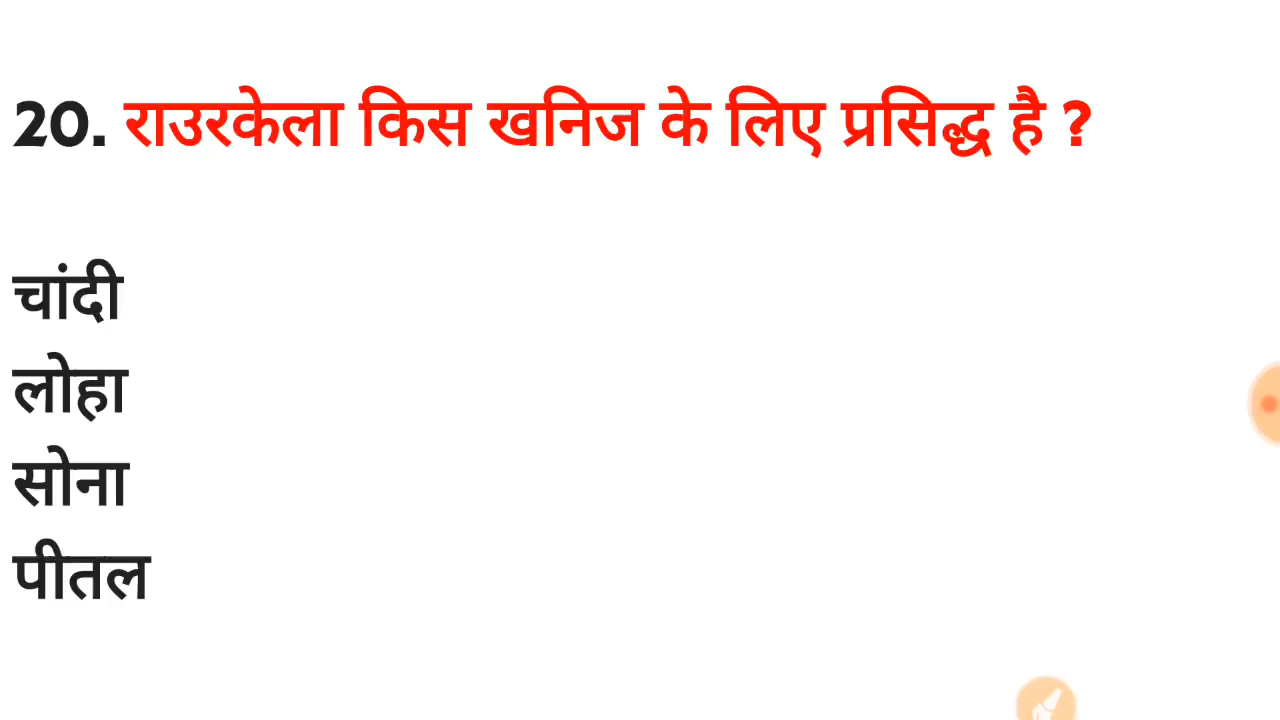 20. राउरकेला किस खनिज के लिए प्रसिद्ध है ?
चांदी
लोहा
सोना
पीतल